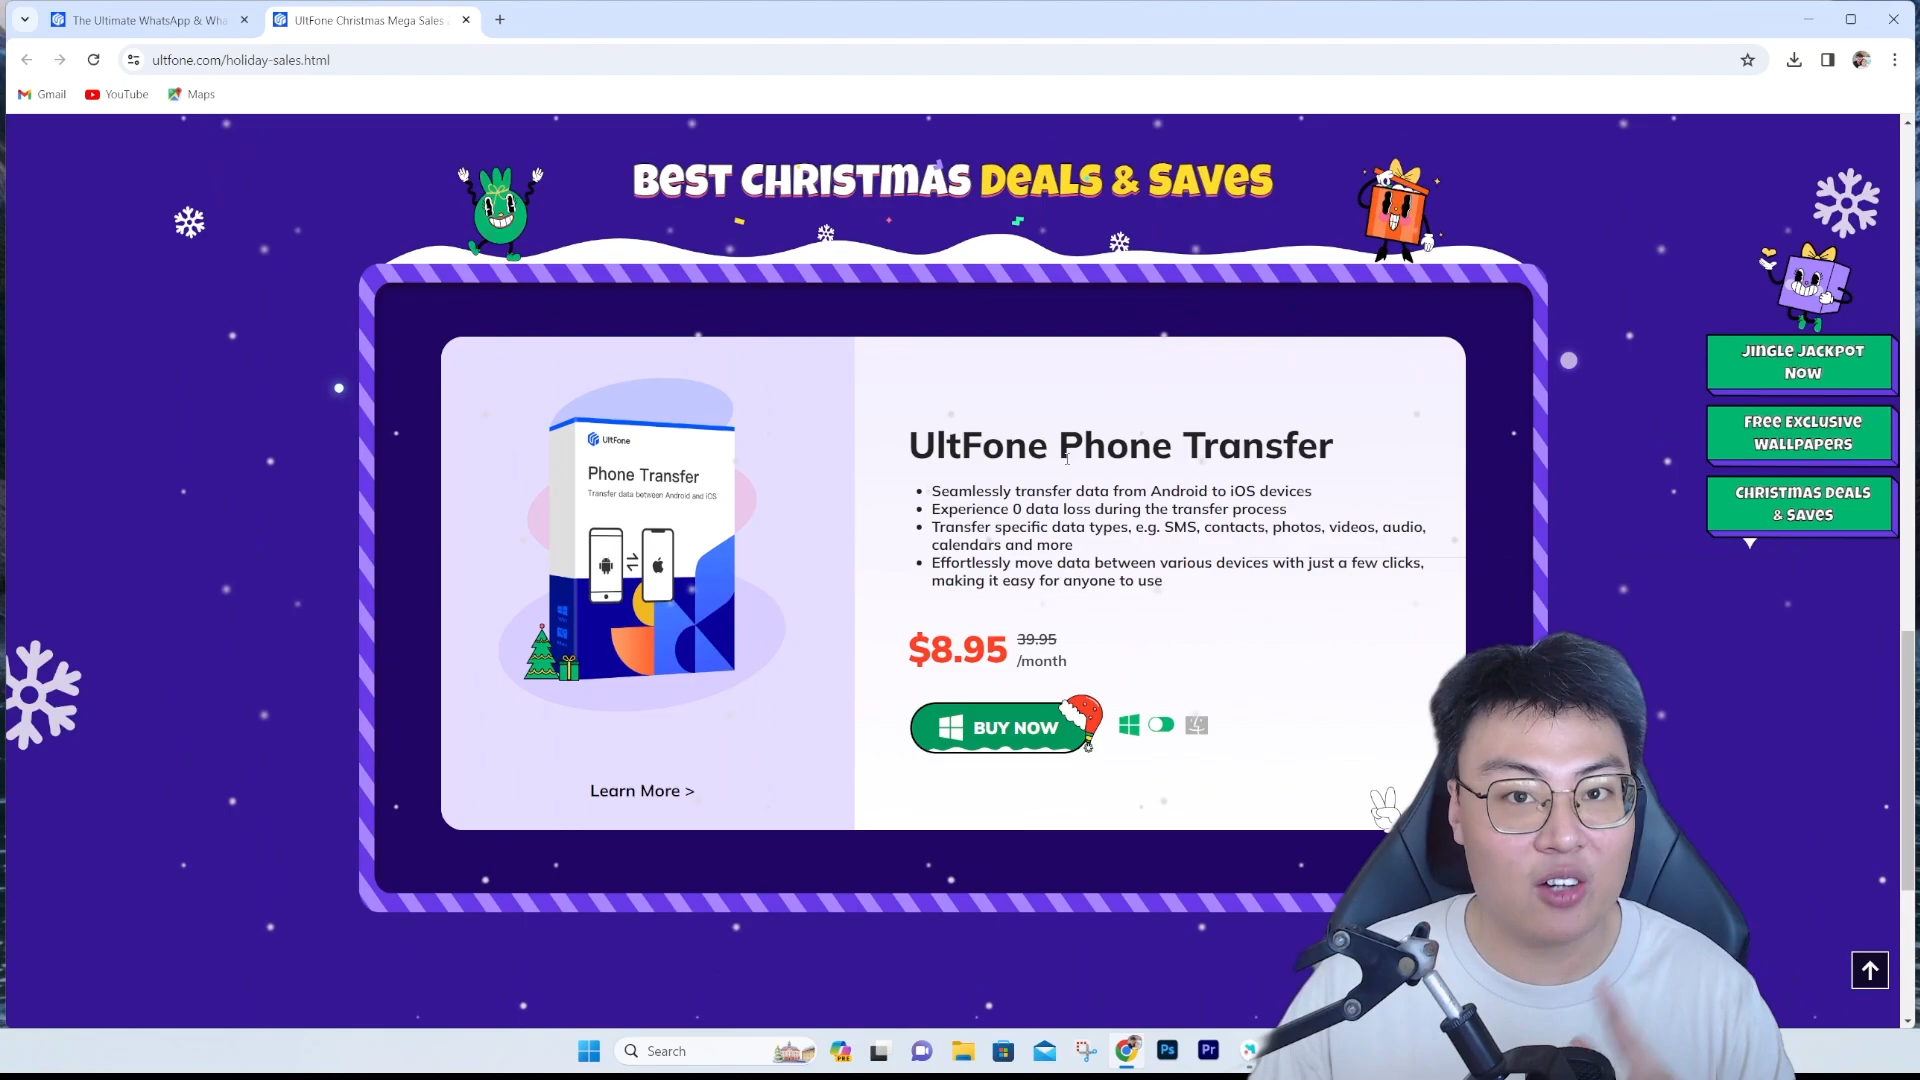 The Ultimate WhatsApp & Wha
UltFone Christmas Mega Sales
ultfone.com/holiday-sales.html
Gmail
YouTube
Maps
BEST CHRISTMAS DEALS & SAVES
JINGLE JACKPOT
NOW
FREE EXCLUSIVE
WALLPAPERS
CHRISTMAS DEALS
& SAVES
UltFone
Phone Transfer
Transfer data between Android and iOS
Learn More >
UltFone Phone Transfer
• Seamlessly transfer data from Android to iOS devices
• Experience 0 data loss during the transfer process
• Transfer specific data types, e.g. SMS, contacts, photos, videos, audio,
calendars and more
• Effortlessly move data between various devices with just a few clicks,
making it easy for anyone to use
$8.95 39.95
/month
BUY NOW
Search
PRE
Ps
Pr